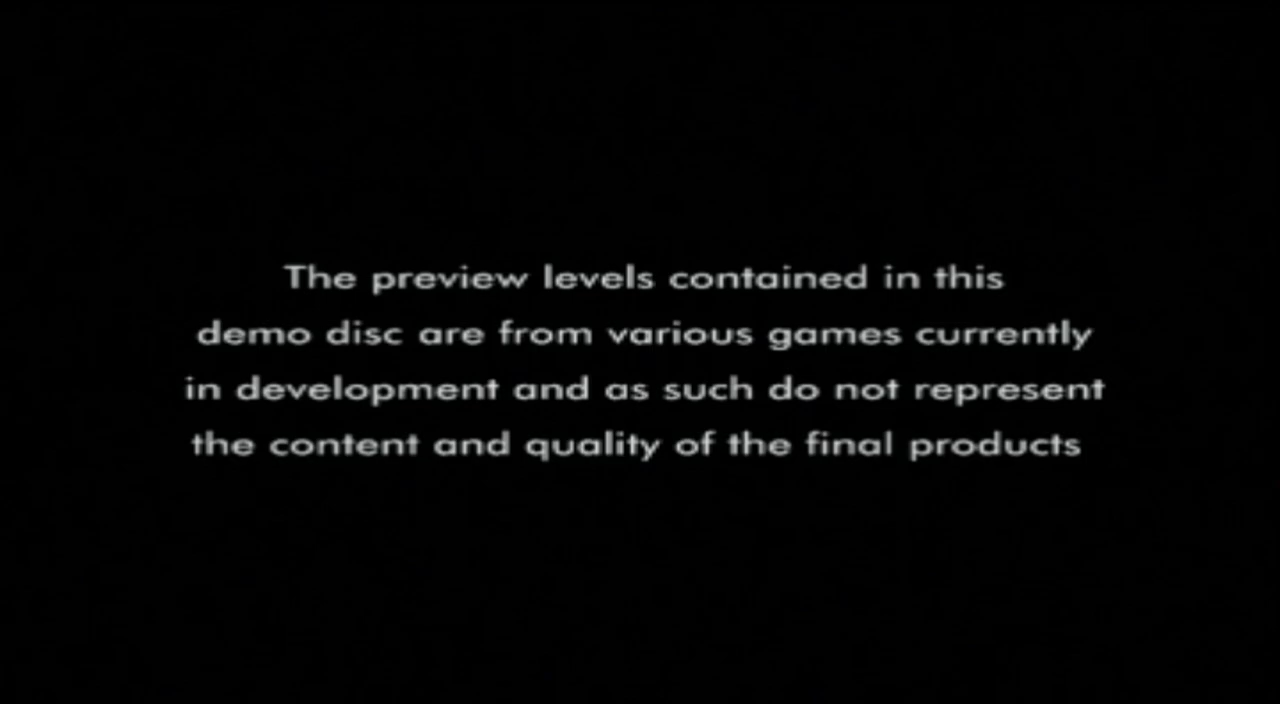 The preview levels contained in this
demo disc are from various games currently
in development and as such do not represent
the content and quality of the final products